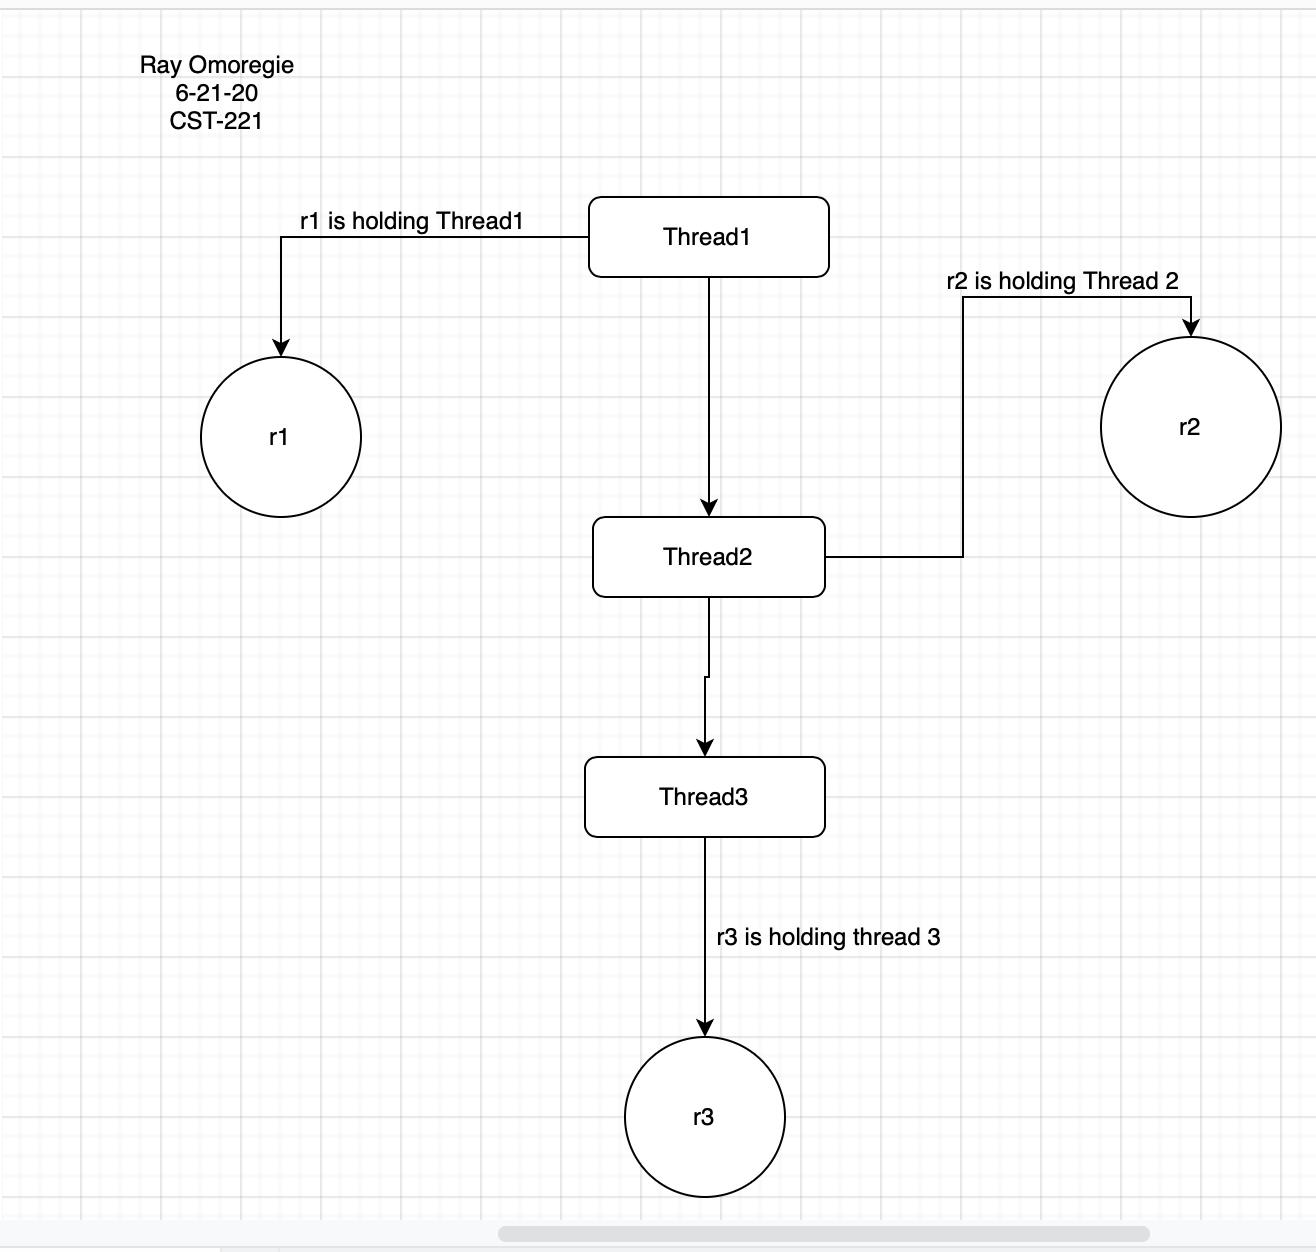 Ray Omoregie
6-21-20
CST-221
r1 is holding Thread1
Thread1
r2 is holding Thread 2
r1
r2
Thread2
Thread3
r3 is holding thread 3
r3